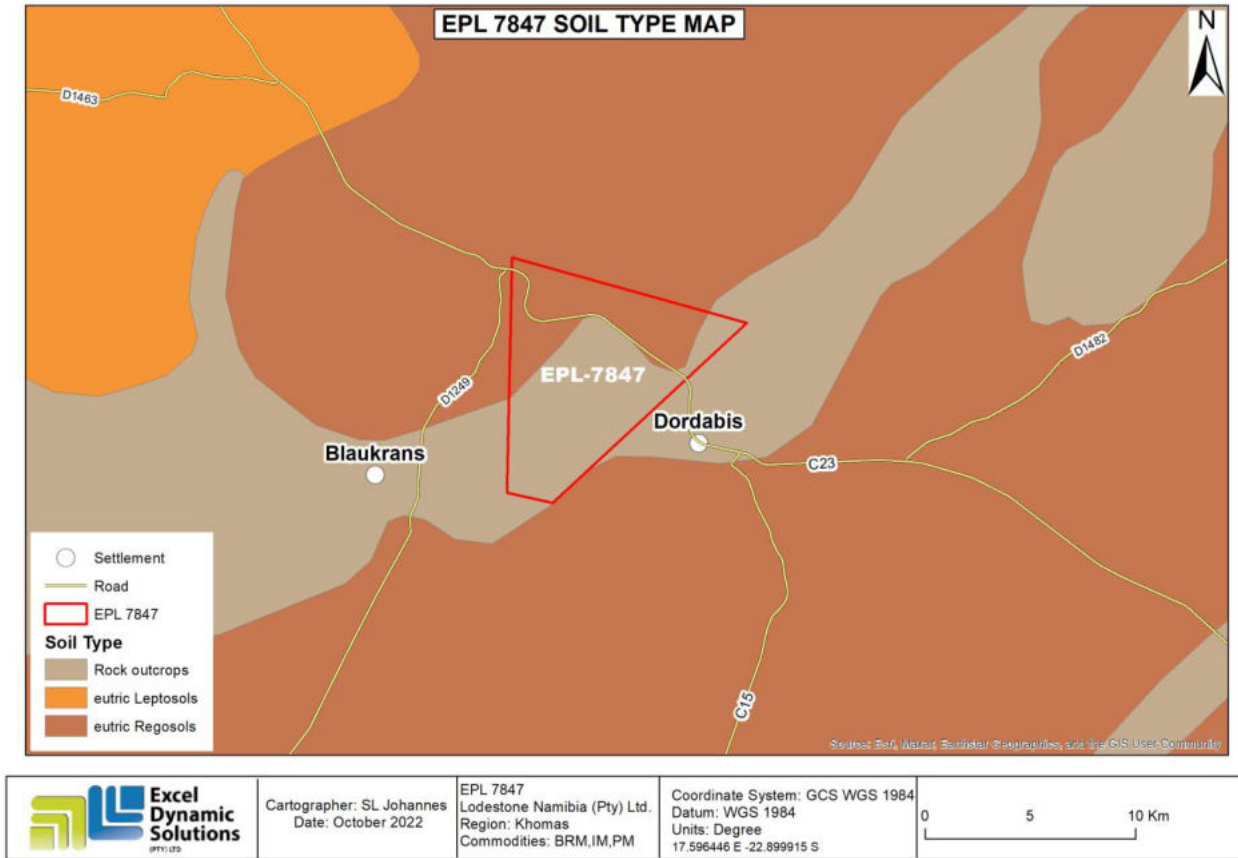 EPL 7847 SOIL TYPE MAP
N
D1463
D1249
EPL-7847
D1482
Dordabis
Blaukrans
C23
C15
Settlement
Road
EPL 7847
Soil Type
Rock outcrops
eutric Leptosols
eutric Regosols
Source: Esri, Maxar, Earthstar Geographics, and the GIS User Community
Excel
Dynamic
Solutions
(PTY) LTD
Cartographer: SL Johannes
Date: October 2022
EPL 7847
Lodestone Namibia (Pty) Ltd.
Region: Khomas
Commodities: BRM,IM,PM
Coordinate System: GCS WGS 1984
Datum: WGS 1984
Units: Degree
17.596446 E -22.899915 S
0 5 10 Km